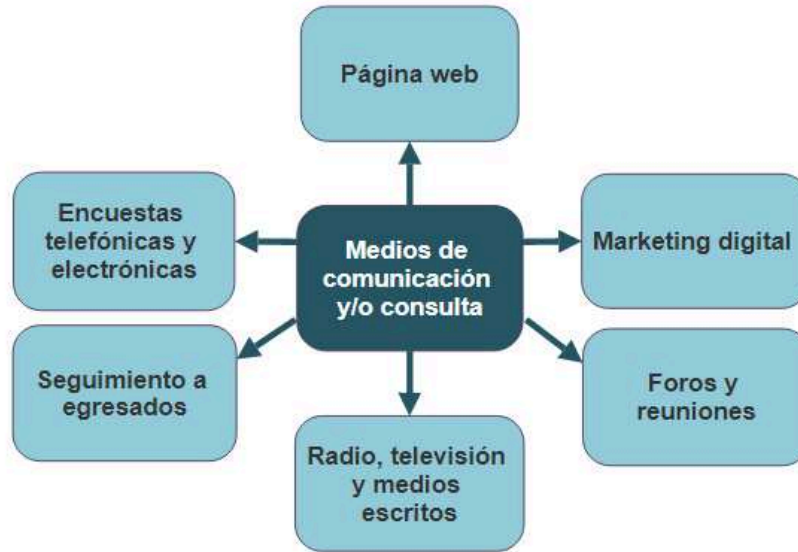 Página web
Encuestas
telefónicas y
electrónicas
Medios de
comunicación
y/o consulta
Marketing digital
Seguimiento a
egresados
Foros y
reuniones
Radio, televisión
y medios
escritos